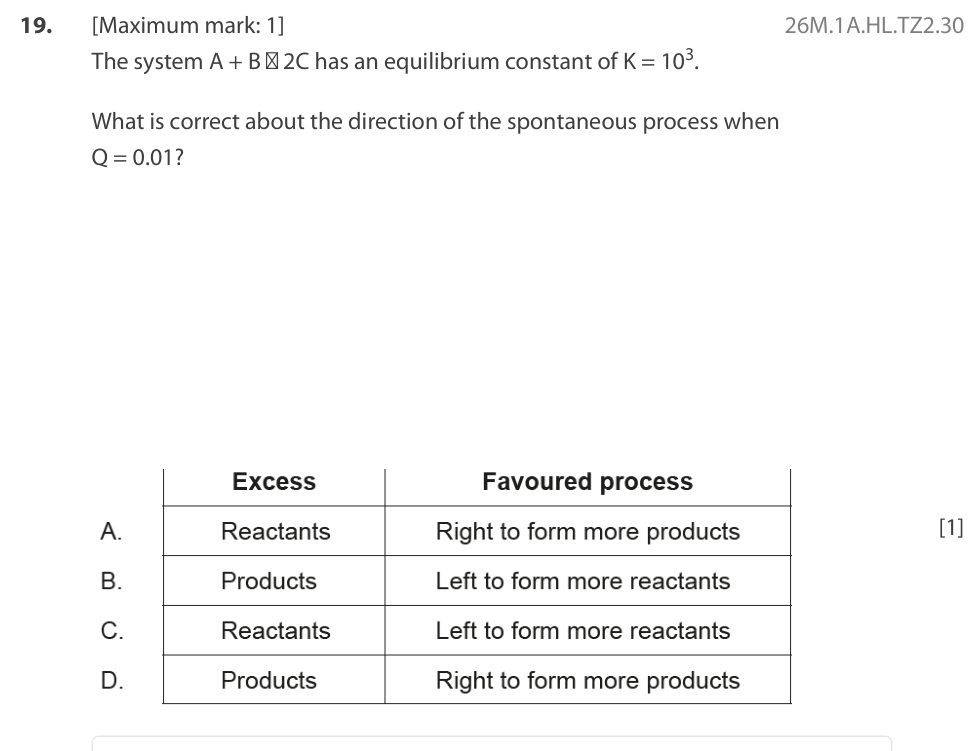 19. [Maximum mark: 1] 26M.1A.HL.TZ2.30
The system A + B ☒ 2C has an equilibrium constant of K = 10³.
What is correct about the direction of the spontaneous process when
Q = 0.01?
Excess Favoured process
A. Reactants Right to form more products [1]
B. Products Left to form more reactants
C. Reactants Left to form more reactants
D. Products Right to form more products